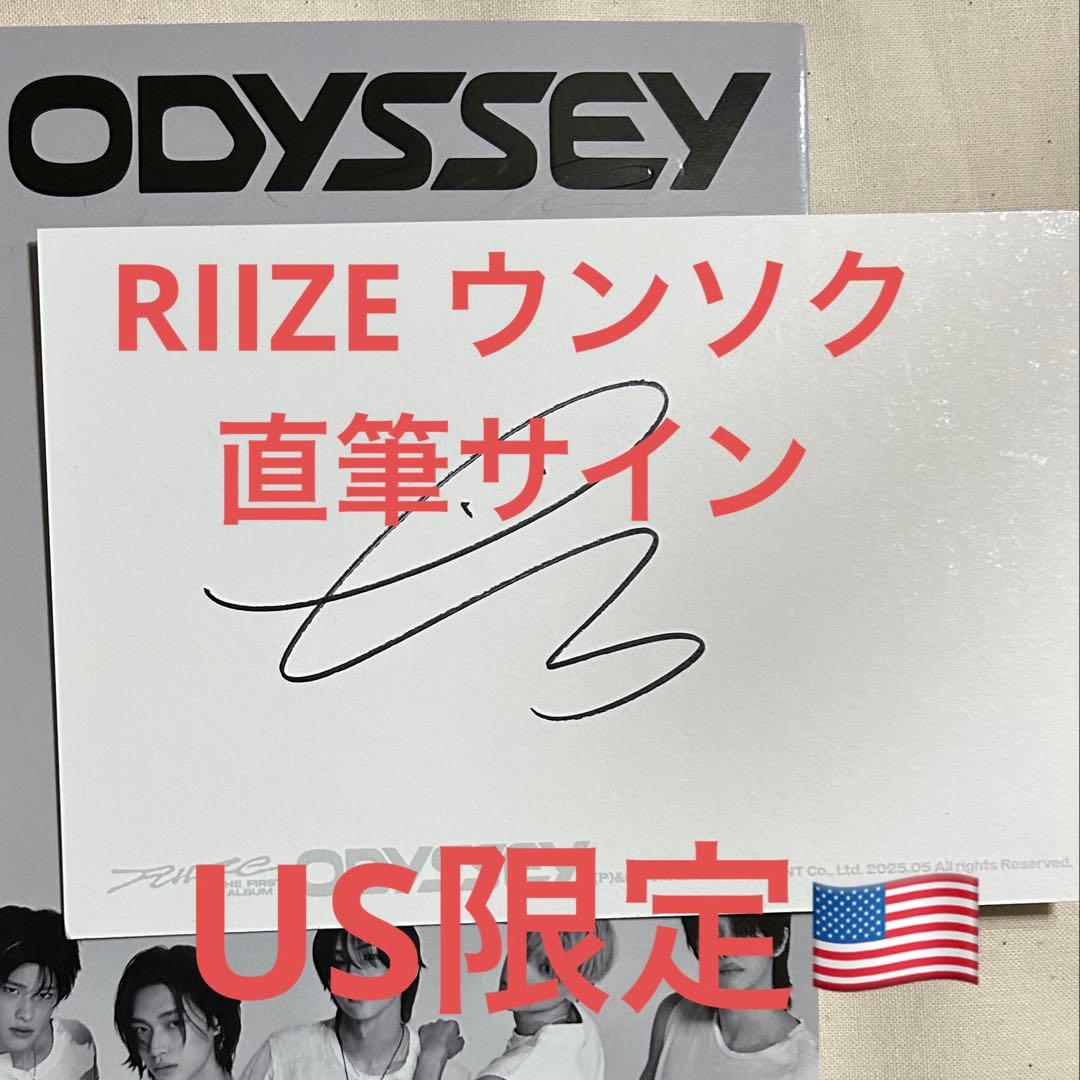 ODYSSEY
RIIZE ウンソク
直筆サイン
RIIZE
THE FIRST
ALBUM
ODYSSEY
NT Co., Ltd. 2025.05 All rights Reserved.
US限定🇺🇸